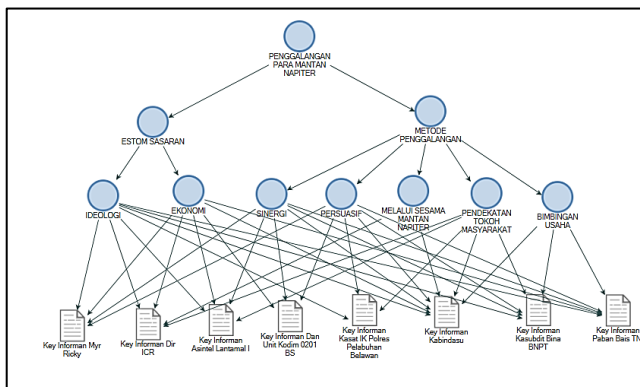 PENGGALANGAN
PARA MANTAN
NAPITER
ESTOM SASARAN
METODE
PENGGALANGAN
IDEOLOGI
EKONOMI
SINERGI
PERSUASIF
MELALUI SESAMA
MANTAN
NAPITER
PENDEKATAN
TOKOH
MASYARAKAT
BIMBINGAN
USAHA
Key Informan Myr
Ricky
Key Informan Dir
ICR
Key Informan
Asintel Lantamal I
Key Informan Dan
Unit Kodim 0201
BS
Key Informan
Kasat IK Polres
Pelabuhan
Belawan
Key Informan
Kabindasu
Key Informan
Kasubdit Bina
BNPT
Key Informan
Paban Bais TN